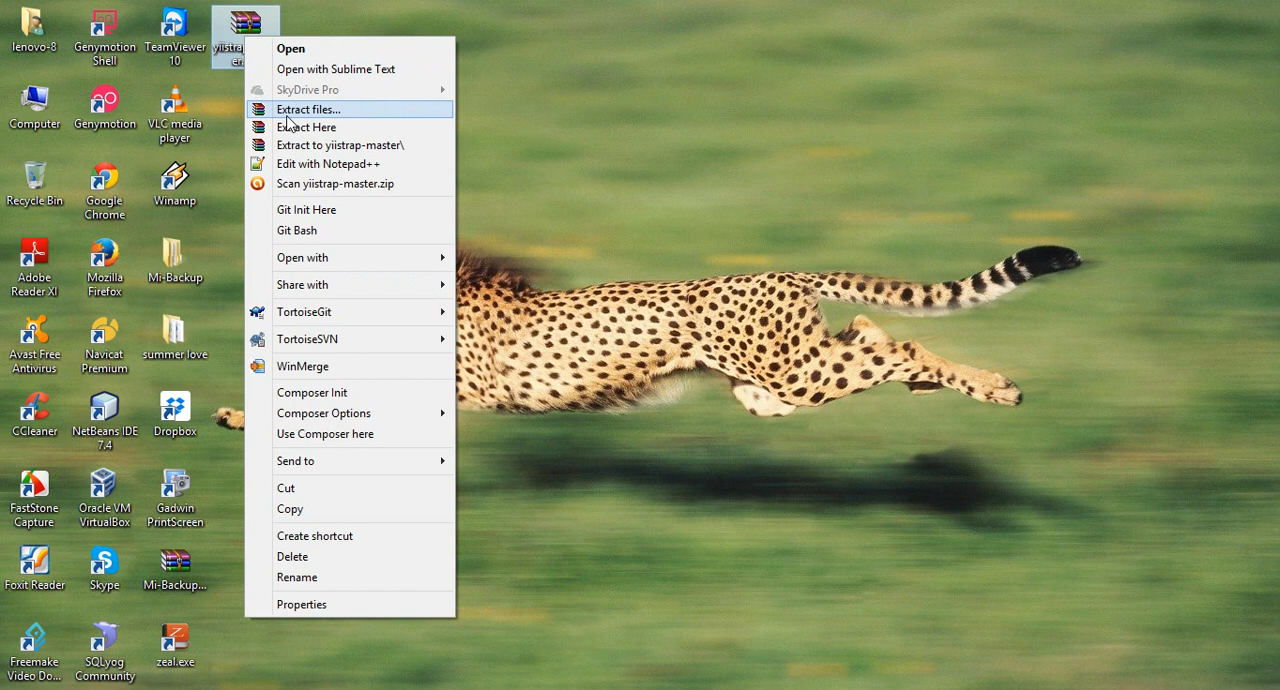 lenovo-8
Genymotion
Shell
TeamViewer
10
Computer
Genymotion
VLC media
player
Recycle Bin
Google
Chrome
Winamp
Adobe
Reader XI
Mozilla
Firefox
Mi-Backup
Avast Free
Antivirus
Navicat
Premium
summer love
CCleaner
NetBeans IDE
7.4
Dropbox
FastStone
Capture
Oracle VM
VirtualBox
Gadwin
PrintScreen
Foxit Reader
Skype
Mi-Backup...
Freemake
Video Do...
SQLyog
Community
zeal.exe
Open
Open with Sublime Text
SkyDrive Pro
Extract files...
Extract Here
Extract to yiistrap-master\
Edit with Notepad++
Scan yiistrap-master.zip
Git Init Here
Git Bash
Open with
Share with
TortoiseGit
TortoiseSVN
WinMerge
Composer Init
Composer Options
Use Composer here
Send to
Cut
Copy
Create shortcut
Delete
Rename
Properties